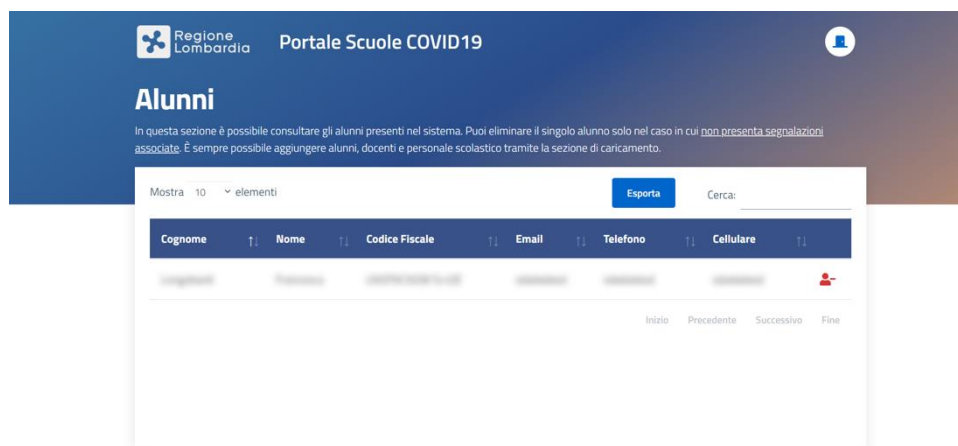 Regione
Lombardia
Portale Scuole COVID19
Alunni
In questa sezione è possibile consultare gli alunni presenti nel sistema. Puoi eliminare il singolo alunno solo nel caso in cui non presenta segnalazioni
associate. È sempre possibile aggiungere alunni, docenti e personale scolastico tramite la sezione di caricamento.
Mostra 10 elementi Esporta Cerca:
Cognome Nome Codice Fiscale Email Telefono Cellulare
Inizio Precedente Successivo Fine